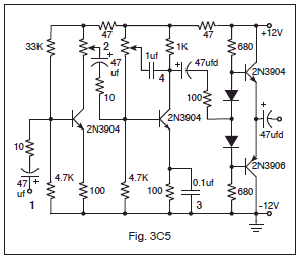 47
47
+12V
33K
2
+
47
uf
1uf
4
1K
+
47ufd
680
2N3904
10
100
2N3904
2N3904
+
47ufd
10
4.7K
4.7K
2N3906
47
uf
+
1
100
100
0.1uf
3
680
-12V
Fig. 3C5